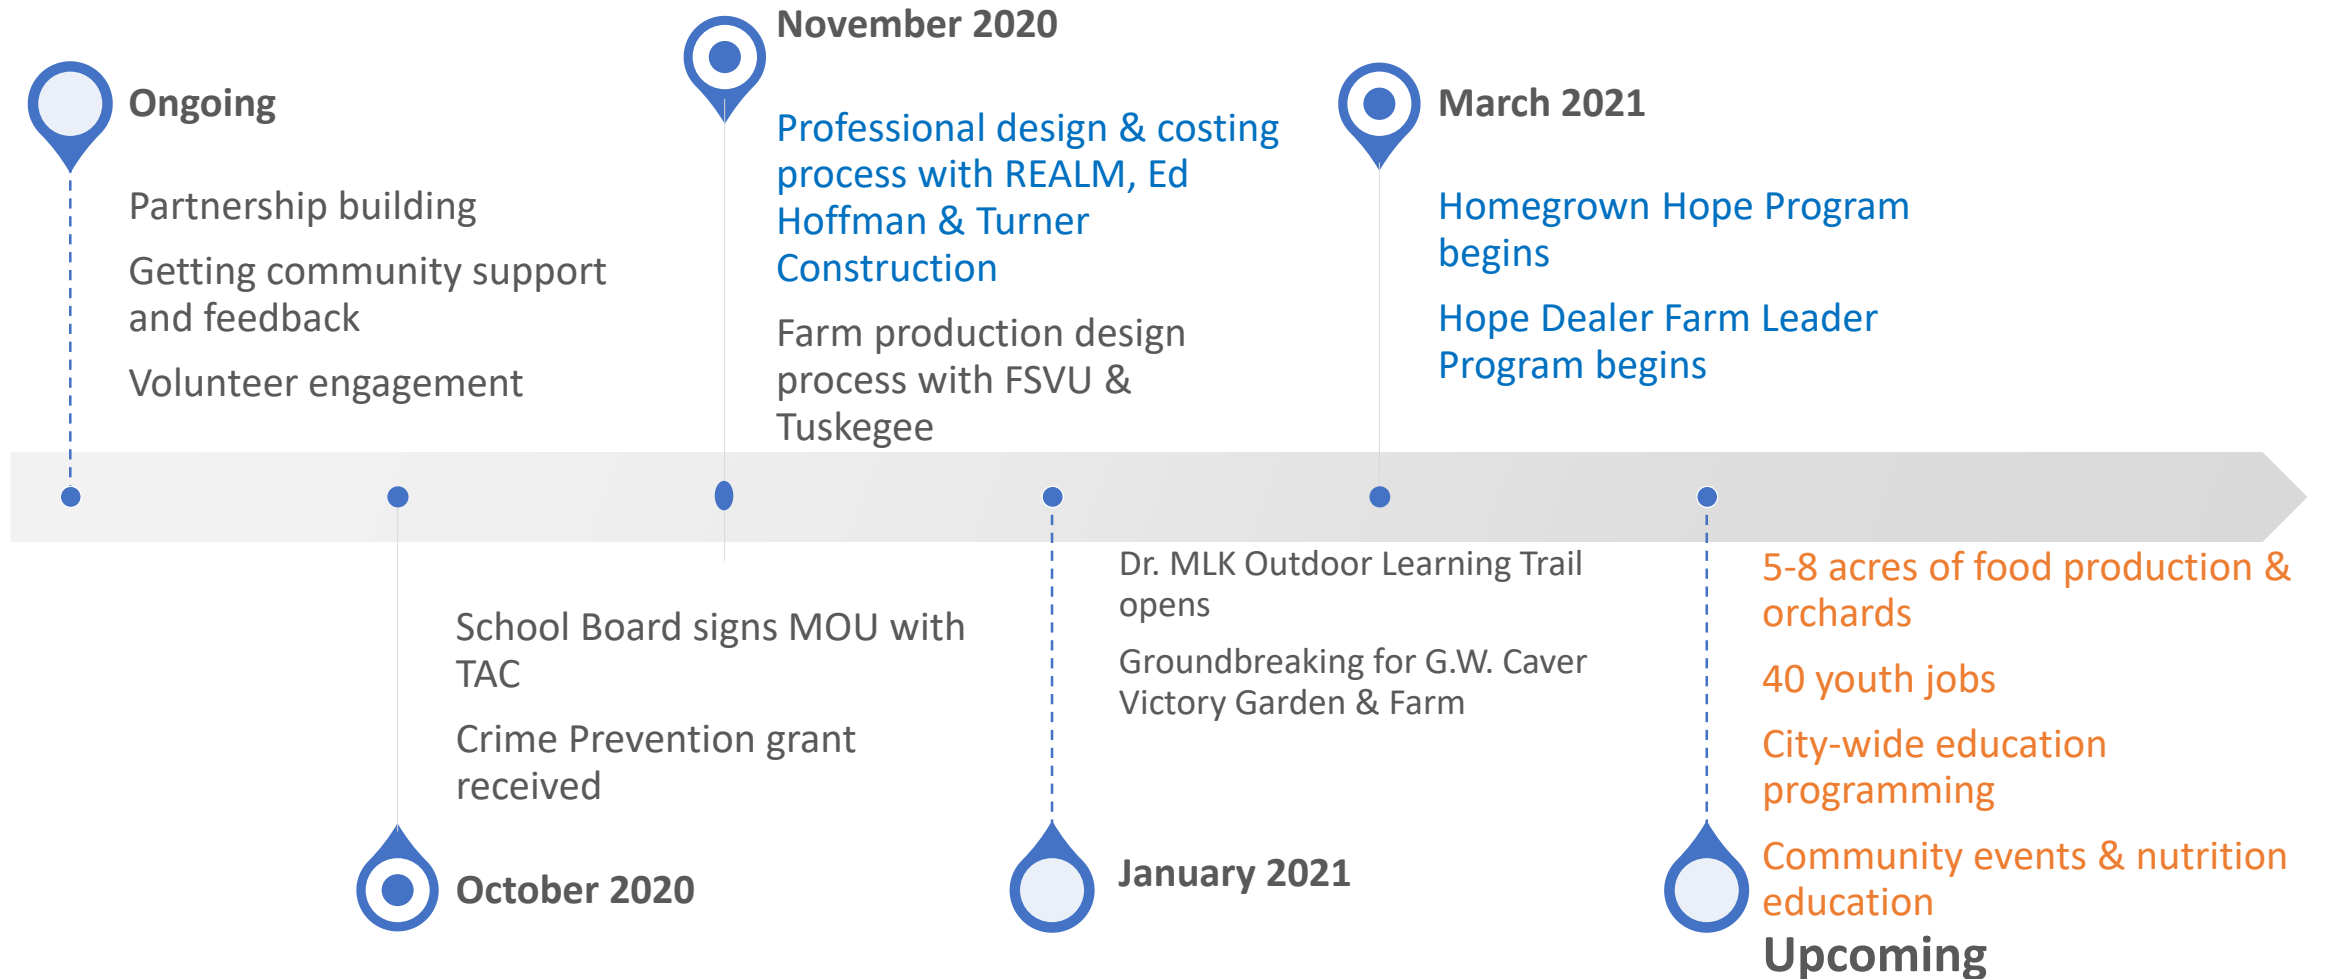 Ongoing
Partnership building
Getting community support
and feedback
Volunteer engagement
October 2020
School Board signs MOU with
TAC
Crime Prevention grant
received
November 2020
Professional design & costing
process with REALM, Ed
Hoffman & Turner
Construction
Farm production design
process with FSVU &
Tuskegee
January 2021
Dr. MLK Outdoor Learning Trail
opens
Groundbreaking for G.W. Caver
Victory Garden & Farm
March 2021
Homegrown Hope Program
begins
Hope Dealer Farm Leader
Program begins
5-8 acres of food production &
orchards
40 youth jobs
City-wide education
programming
Community events & nutrition
education
Upcoming